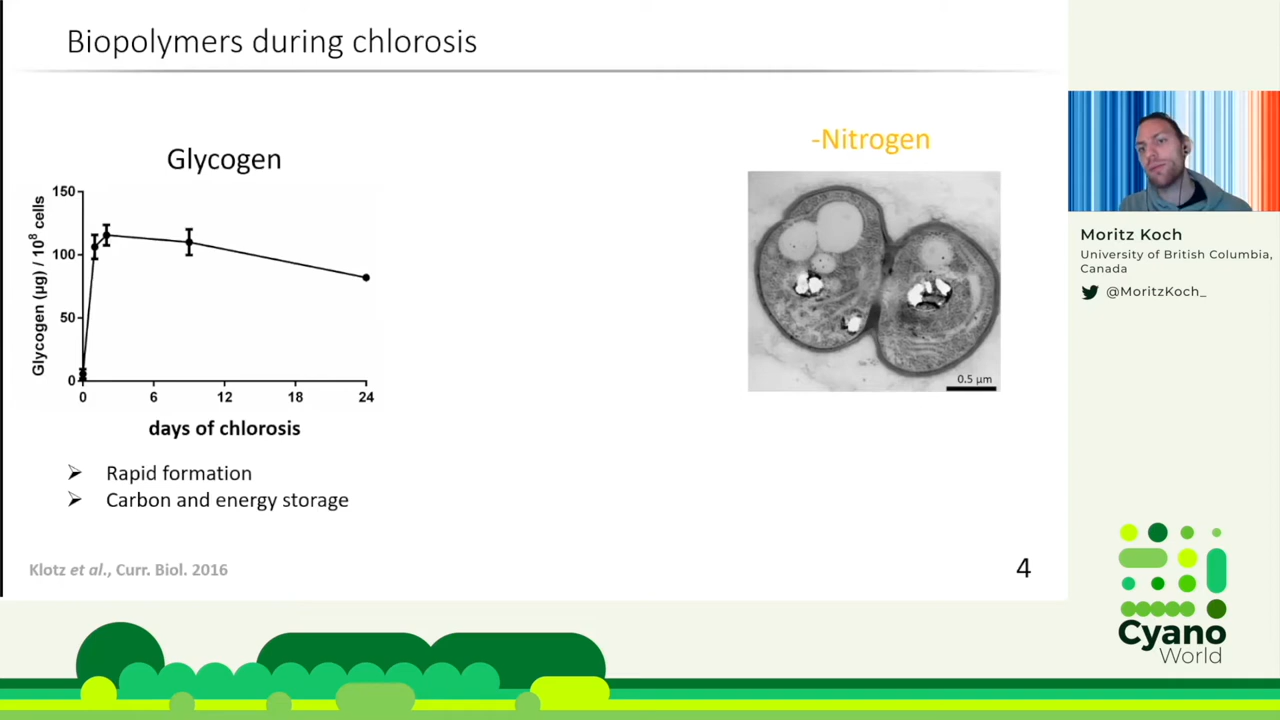 Biopolymers during chlorosis
Glycogen
150
100
50
0
Glycogen (µg) / 10⁸ cells
0 6 12 18 24
days of chlorosis
➢ Rapid formation
➢ Carbon and energy storage
-Nitrogen
0.5 µm
Klotz et al., Curr. Biol. 2016
4
Moritz Koch
University of British Columbia,
Canada
@MoritzKoch_
Cyano
World